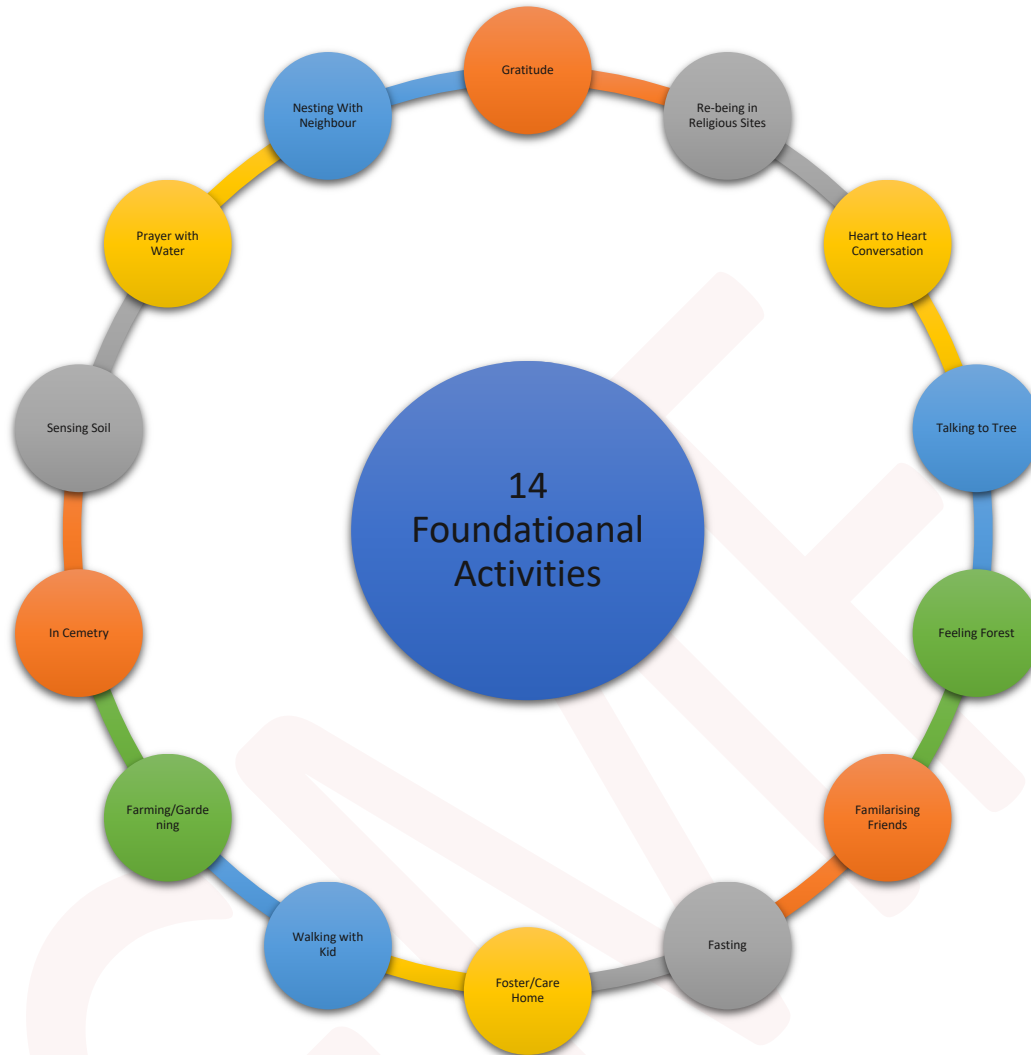 Gratitude
Re-being in
Religious Sites
Heart to Heart
Conversation
Talking to Tree
Feeling Forest
Familarising
Friends
Fasting
Foster/Care
Home
Walking with
Kid
Farming/Garde
ning
In Cemetry
Sensing Soil
Prayer with
Water
Nesting With
Neighbour
14
Foundatioanal
Activities